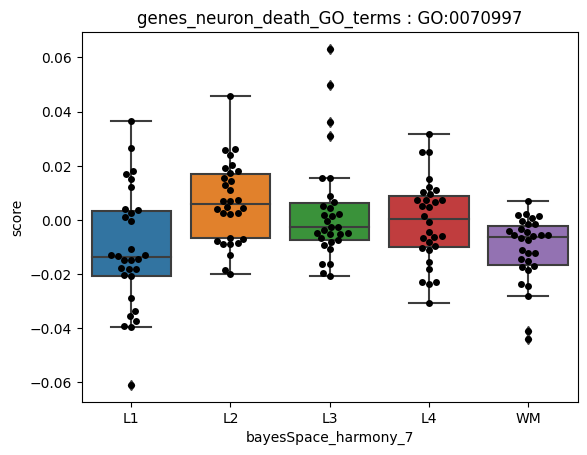 genes_neuron_death_GO_terms : GO:0070997
0.06
0.04
0.02
0.00
−0.02
−0.04
−0.06
score
L1 L2 L3 L4 WM
bayesSpace_harmony_7